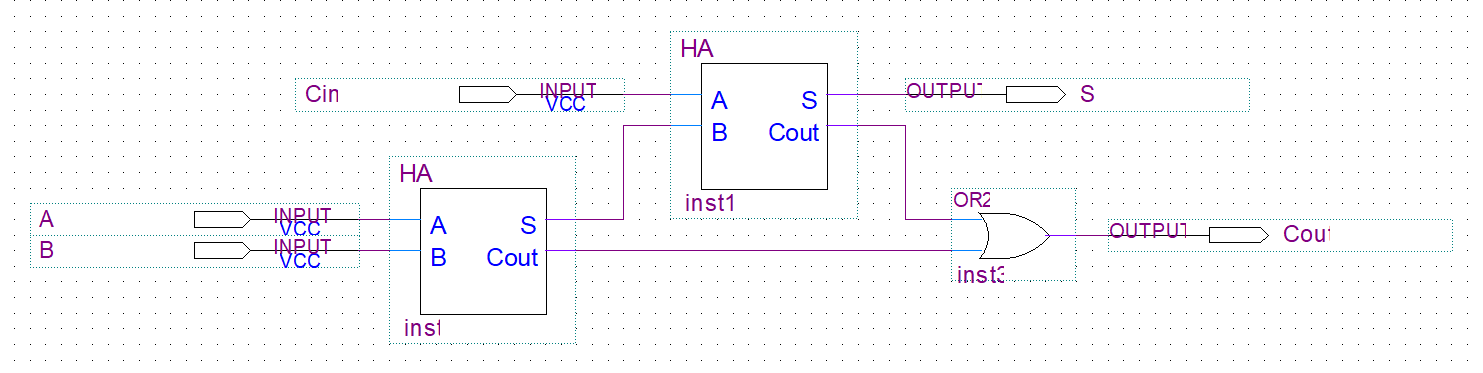 HA
Cin INPUT VCC A S OUTPUT S
B Cout
HA
inst1
OR2
A INPUT VCC A S
OUTPUT Cout
B INPUT VCC B Cout
inst3
inst